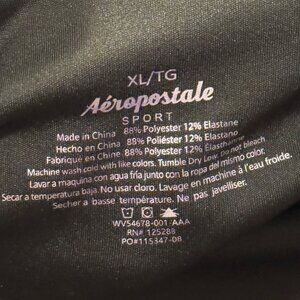 XL/TG
Aéropostale
SPORT
Made in China 88% Polyester 12% Elastane
Hecho en China 88% Poliéster 12% Elastano
Fabriqué en China 88% Polyester 12% Elasthanne
Machine wash cold with like colors. Tumble Dry Low. Do not bleach
Lavar a maquina con agua fría junto con la ropa del mismo color.
Secar a temperatura baja. No usar cloro. Lavage en machine à l'eau froide.
Sécher a basse température. Ne pas javelliser.
WV54678-001-AAA
RN# 125288
PO#115347-08